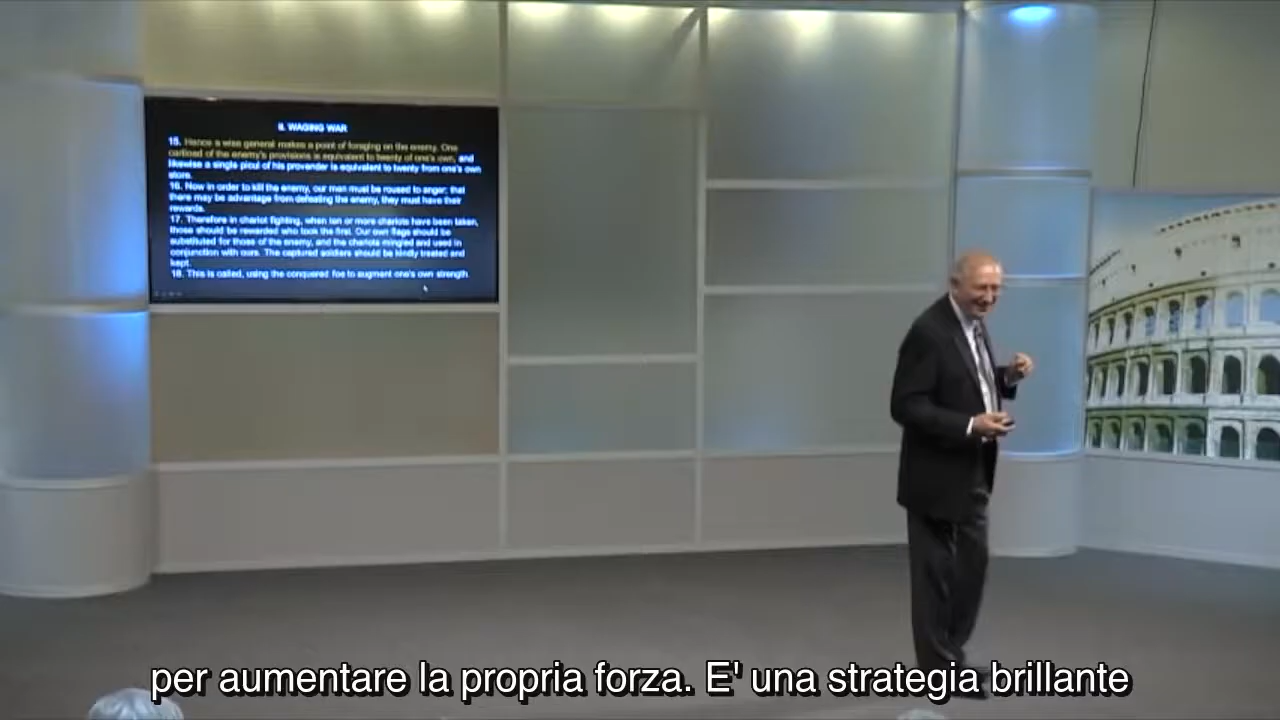 II. WAGING WAR
15. Hence a wise general makes a point of foraging on the enemy. One
cartload of the enemy's provisions is equivalent to twenty of one's own, and
likewise a single picul of his provender is equivalent to twenty from one's own
store.
16. Now in order to kill the enemy, our men must be roused to anger; that
there may be advantage from defeating the enemy, they must have their
rewards.
17. Therefore in chariot fighting, when ten or more chariots have been taken,
those should be rewarded who took the first. Our own flags should be
substituted for those of the enemy, and the chariots mingled and used in
conjunction with ours. The captured soldiers should be kindly treated and
kept.
18. This is called, using the conquered foe to augment one's own strength.
per aumentare la propria forza. E' una strategia brillante